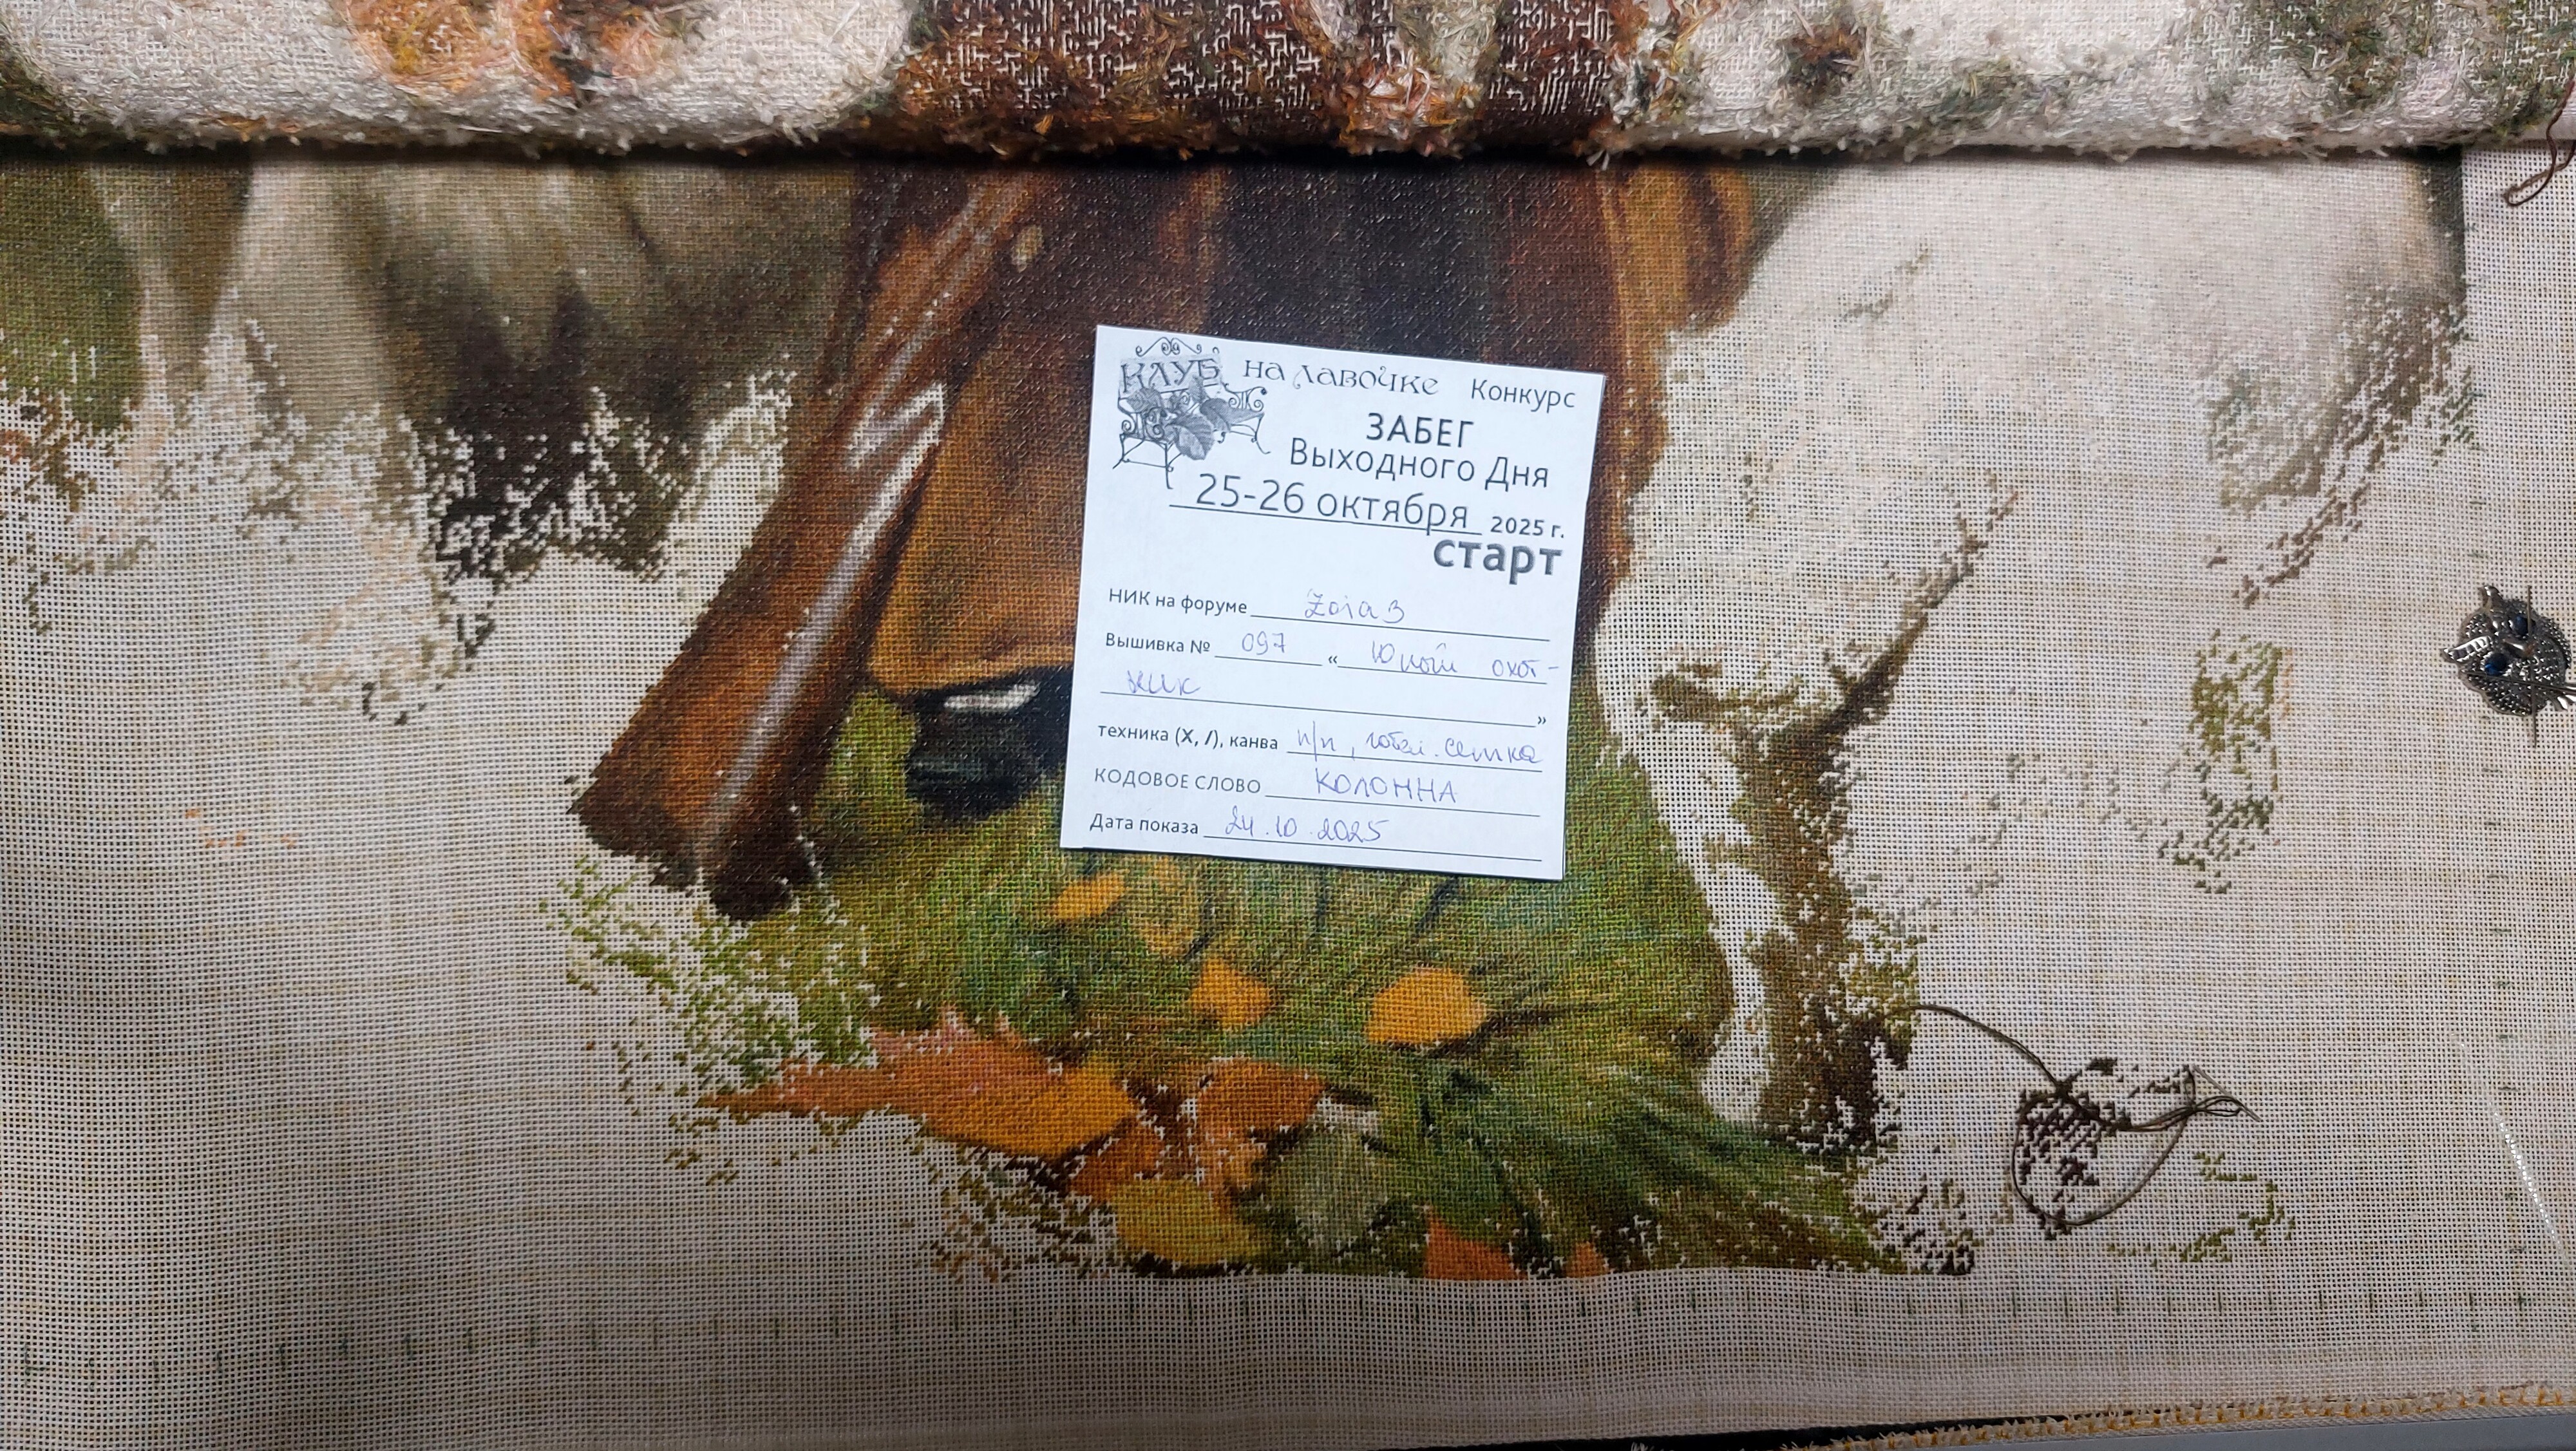 КЛУБ на лавочке Конкурс
ЗАБЕГ
Выходного Дня
25-26 октября 2025 г.
старт
НИК на форуме Zoia3
Вышивка № 097 « Юный охот-
ник »
техника (X, /), канва п/п, гобел. сетка
КОДОВОЕ СЛОВО КОЛОННА
Дата показа 24.10.2025